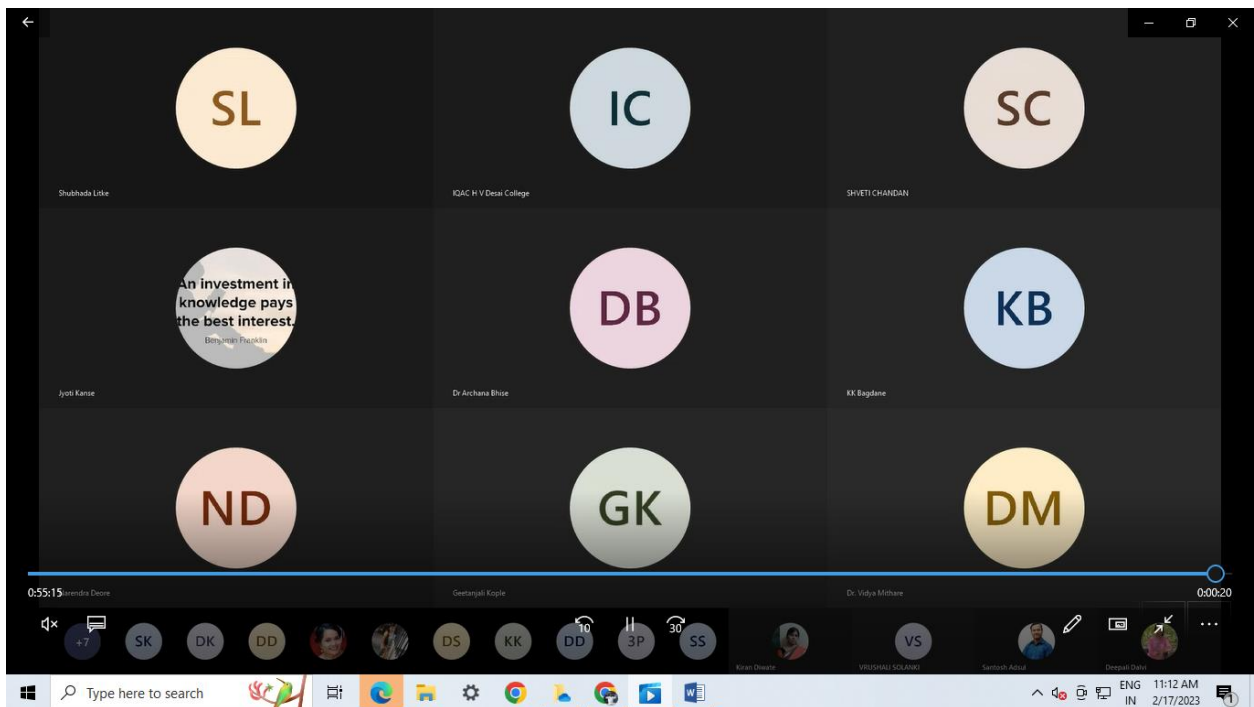 SL
IC
SC
Shubhada Litke
IQAC H V Desai College
SHVETI CHANDAN
An investment in
knowledge pays
the best interest.
Benjamin Franklin
DB
KB
Jyoti Kanse
Dr Archana Bhise
KK Bagdane
ND
GK
DM
0:55:15
arendra Deore
Geetanjali Kople
Dr. Vidya Mithare
0:00:20
+7
SK
DK
DD
DS
KK
DD
10
3P
30
SS
VS
Kiran Diwate
VRUSHALI SOLANKI
Santosh Adsul
Deepali Dalvi
Type here to search
ENG
IN
11:12 AM
2/17/2023
1